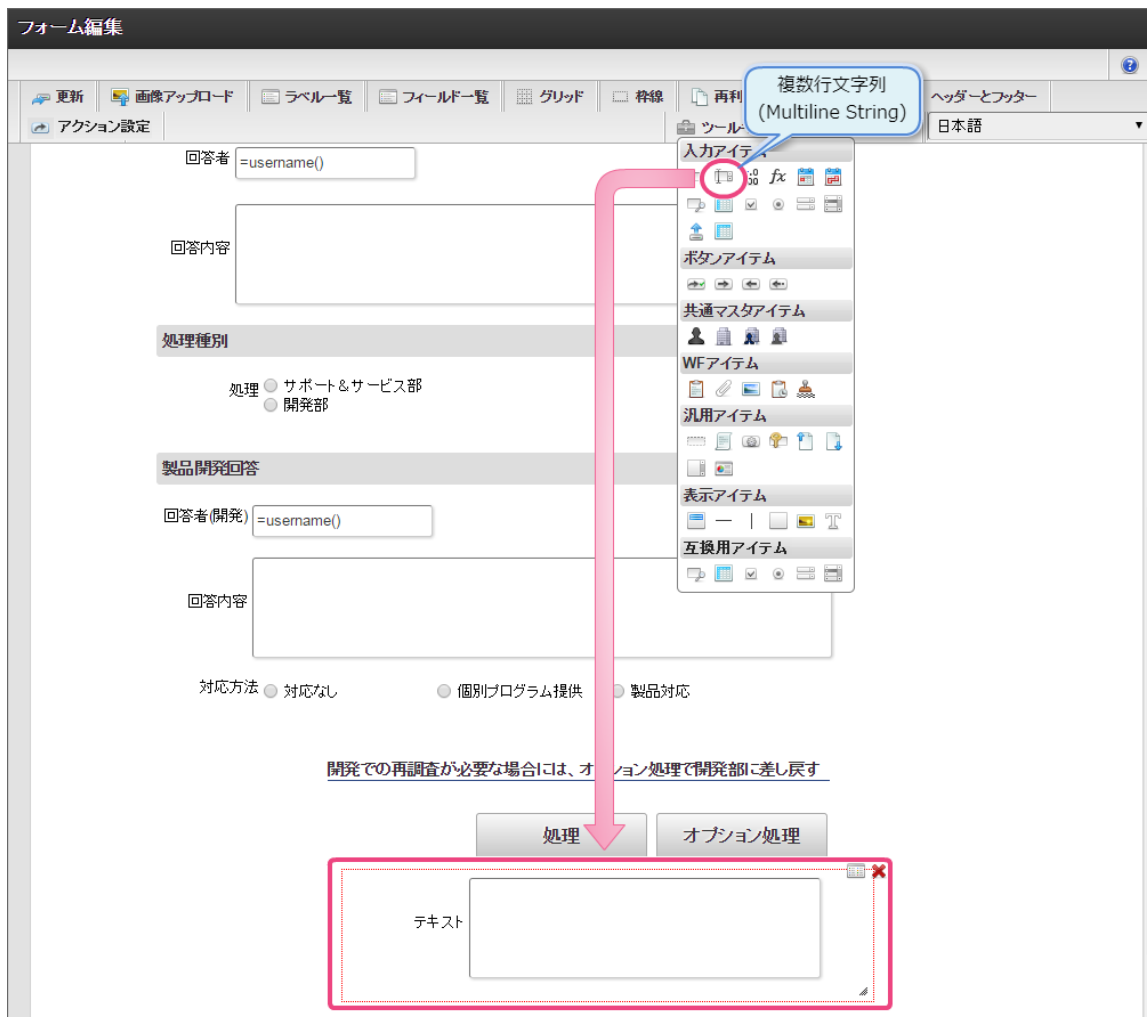 フォーム編集
更新
画像アップロード
ラベル一覧
フィールド一覧
グリッド
枠線
再利
ヘッダーとフッター
複数行文字列
(Multiline String)
アクション設定
ツール
日本語
入力アイテム
回答者
=username()
回答内容
ボタンアイテム
共通マスタアイテム
処理種別
WFアイテム
処理
サポート＆サービス部
開発部
汎用アイテム
製品開発回答
表示アイテム
回答者(開発)
=username()
互換用アイテム
回答内容
対応方法
対応なし
個別プログラム提供
製品対応
開発での再調査が必要な場合には、オプション処理で開発部に差し戻す
処理
オプション処理
テキスト